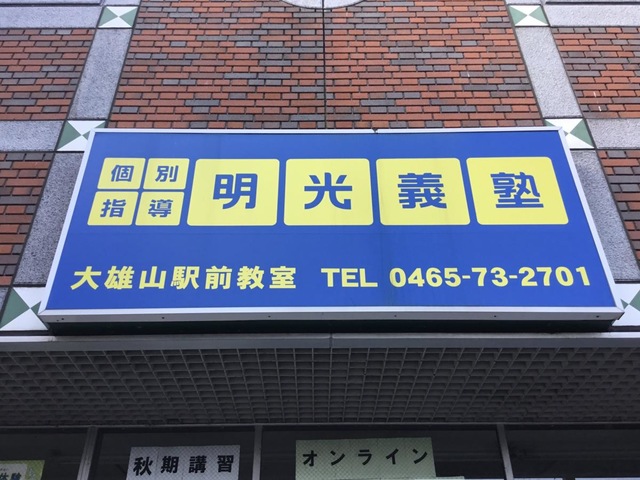 個別
指導
明光義塾
大雄山駅前教室 TEL 0465-73-2701
秋期講習
オンライン